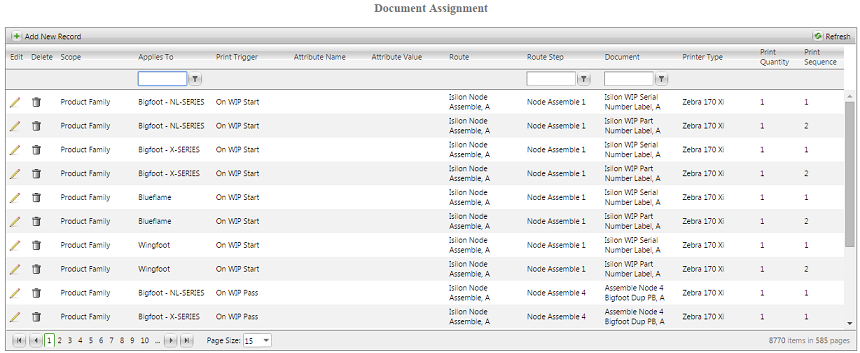 Document Assignment
Add New Record Refresh
Edit Delete Scope Applies To Print Trigger Attribute Name Attribute Value Route Route Step Document Printer Type Print Quantity Print Sequence
Product Family Bigfoot - NL-SERIES On WIP Start Isilon Node Assemble, A Node Assemble 1 Isilon WIP Serial Number Label, A Zebra 170 Xi 1 1
Product Family Bigfoot - NL-SERIES On WIP Start Isilon Node Assemble, A Node Assemble 1 Isilon WIP Part Number Label, A Zebra 170 Xi 1 2
Product Family Bigfoot - X-SERIES On WIP Start Isilon Node Assemble, A Node Assemble 1 Isilon WIP Serial Number Label, A Zebra 170 Xi 1 1
Product Family Bigfoot - X-SERIES On WIP Start Isilon Node Assemble, A Node Assemble 1 Isilon WIP Part Number Label, A Zebra 170 Xi 1 2
Product Family Blueflame On WIP Start Isilon Node Assemble, A Node Assemble 1 Isilon WIP Serial Number Label, A Zebra 170 Xi 1 1
Product Family Blueflame On WIP Start Isilon Node Assemble, A Node Assemble 1 Isilon WIP Part Number Label, A Zebra 170 Xi 1 2
Product Family Wingfoot On WIP Start Isilon Node Assemble, A Node Assemble 1 Isilon WIP Serial Number Label, A Zebra 170 Xi 1 1
Product Family Wingfoot On WIP Start Isilon Node Assemble, A Node Assemble 1 Isilon WIP Part Number Label, A Zebra 170 Xi 1 2
Product Family Bigfoot - NL-SERIES On WIP Pass Isilon Node Assemble, A Node Assemble 4 Assemble Node 4 Bigfoot Dup PB, A Zebra 170 Xi 1 1
Product Family Bigfoot - X-SERIES On WIP Pass Isilon Node Assemble, A Node Assemble 4 Assemble Node 4 Bigfoot Dup PB, A Zebra 170 Xi 1 1
1 2 3 4 5 6 7 8 9 10 ... Page Size: 15 8770 items in 585 pages